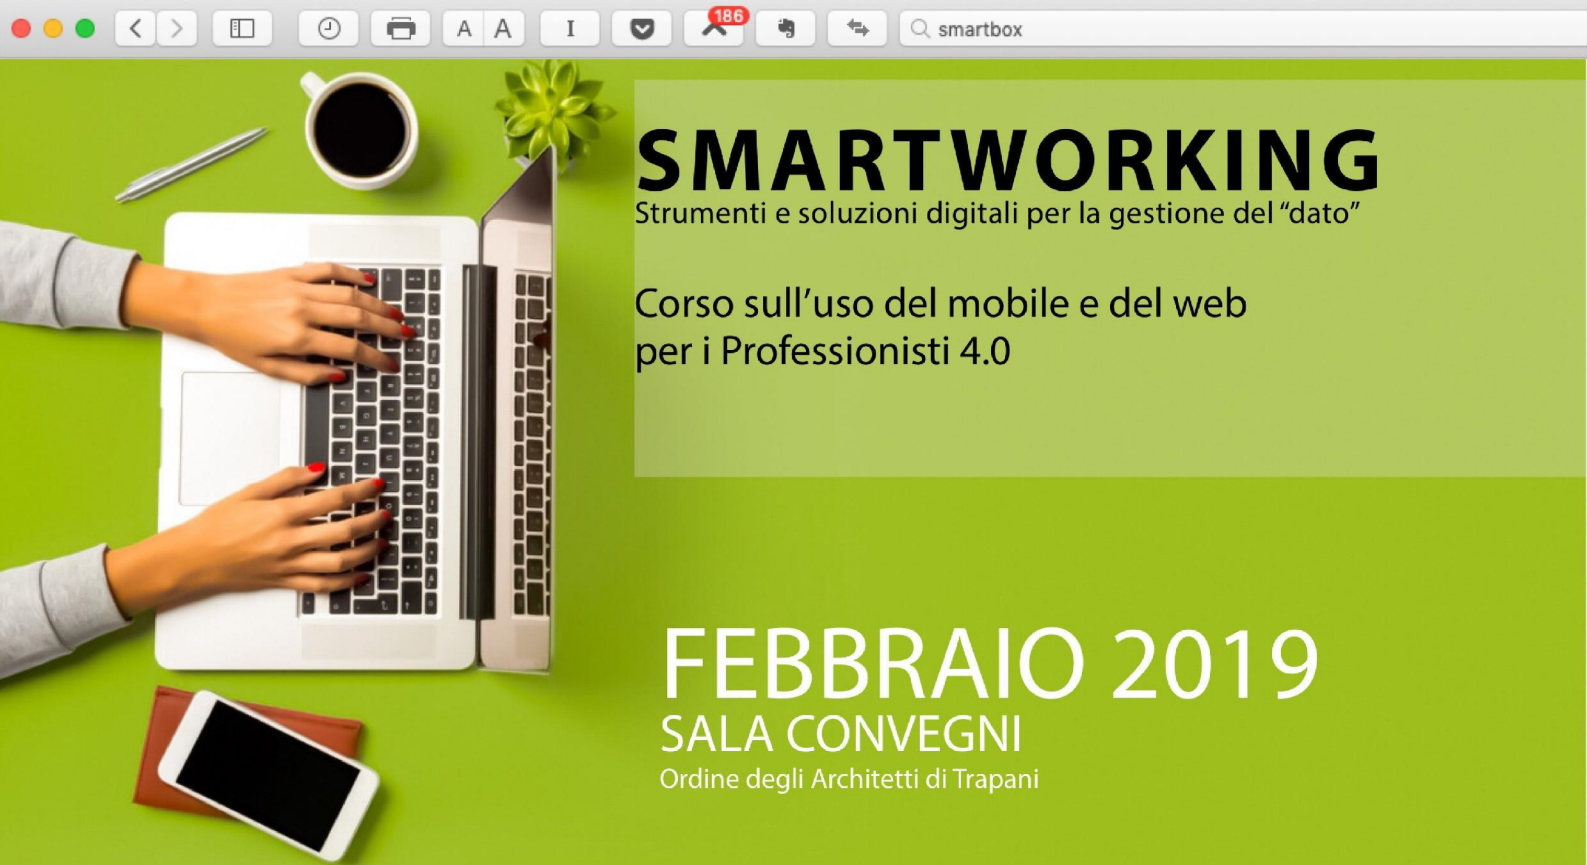 A A I 186 smartbox
SMARTWORKING
Strumenti e soluzioni digitali per la gestione del “dato”
Corso sull’uso del mobile e del web
per i Professionisti 4.0
FEBBRAIO 2019
SALA CONVEGNI
Ordine degli Architetti di Trapani